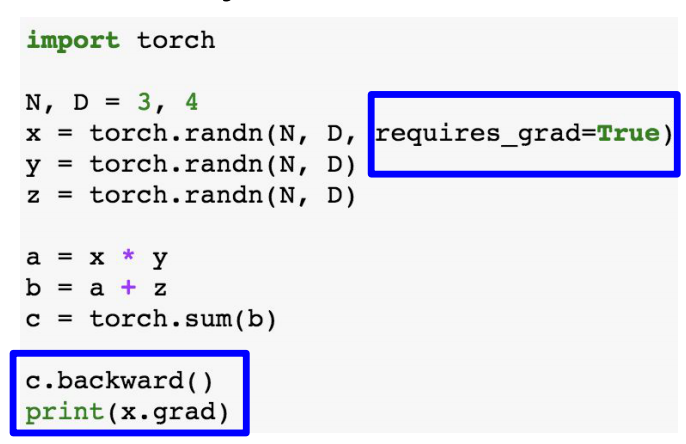 import torch
N, D = 3, 4
x = torch.randn(N, D, requires_grad=True)
y = torch.randn(N, D)
z = torch.randn(N, D)
a = x * y
b = a + z
c = torch.sum(b)
c.backward()
print(x.grad)